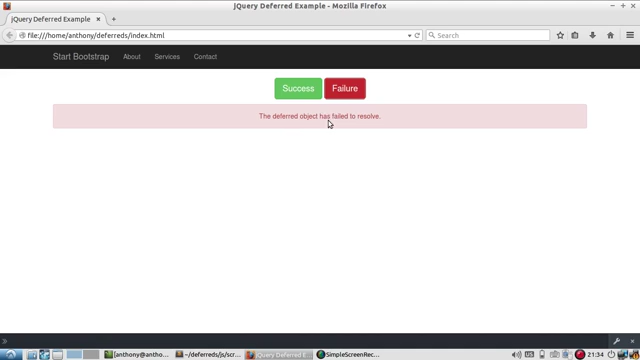 jQuery Deferred Example - Mozilla Firefox
jQuery Deferred Example
file:///home/anthony/deferreds/index.html
Search
Start Bootstrap
About
Services
Contact
Success
Failure
The deferred object has failed to resolve.
[anthony@antho...
~/deferreds/js/scr...
jQuery Deferred E...
SimpleScreenRec...
21:34